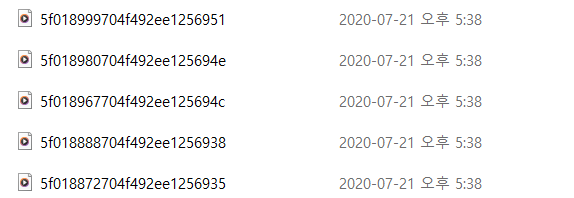 5f018999704f492ee1256951 2020-07-21 오후 5:38
5f018980704f492ee125694e 2020-07-21 오후 5:38
5f018967704f492ee125694c 2020-07-21 오후 5:38
5f018888704f492ee1256938 2020-07-21 오후 5:38
5f018872704f492ee1256935 2020-07-21 오후 5:38